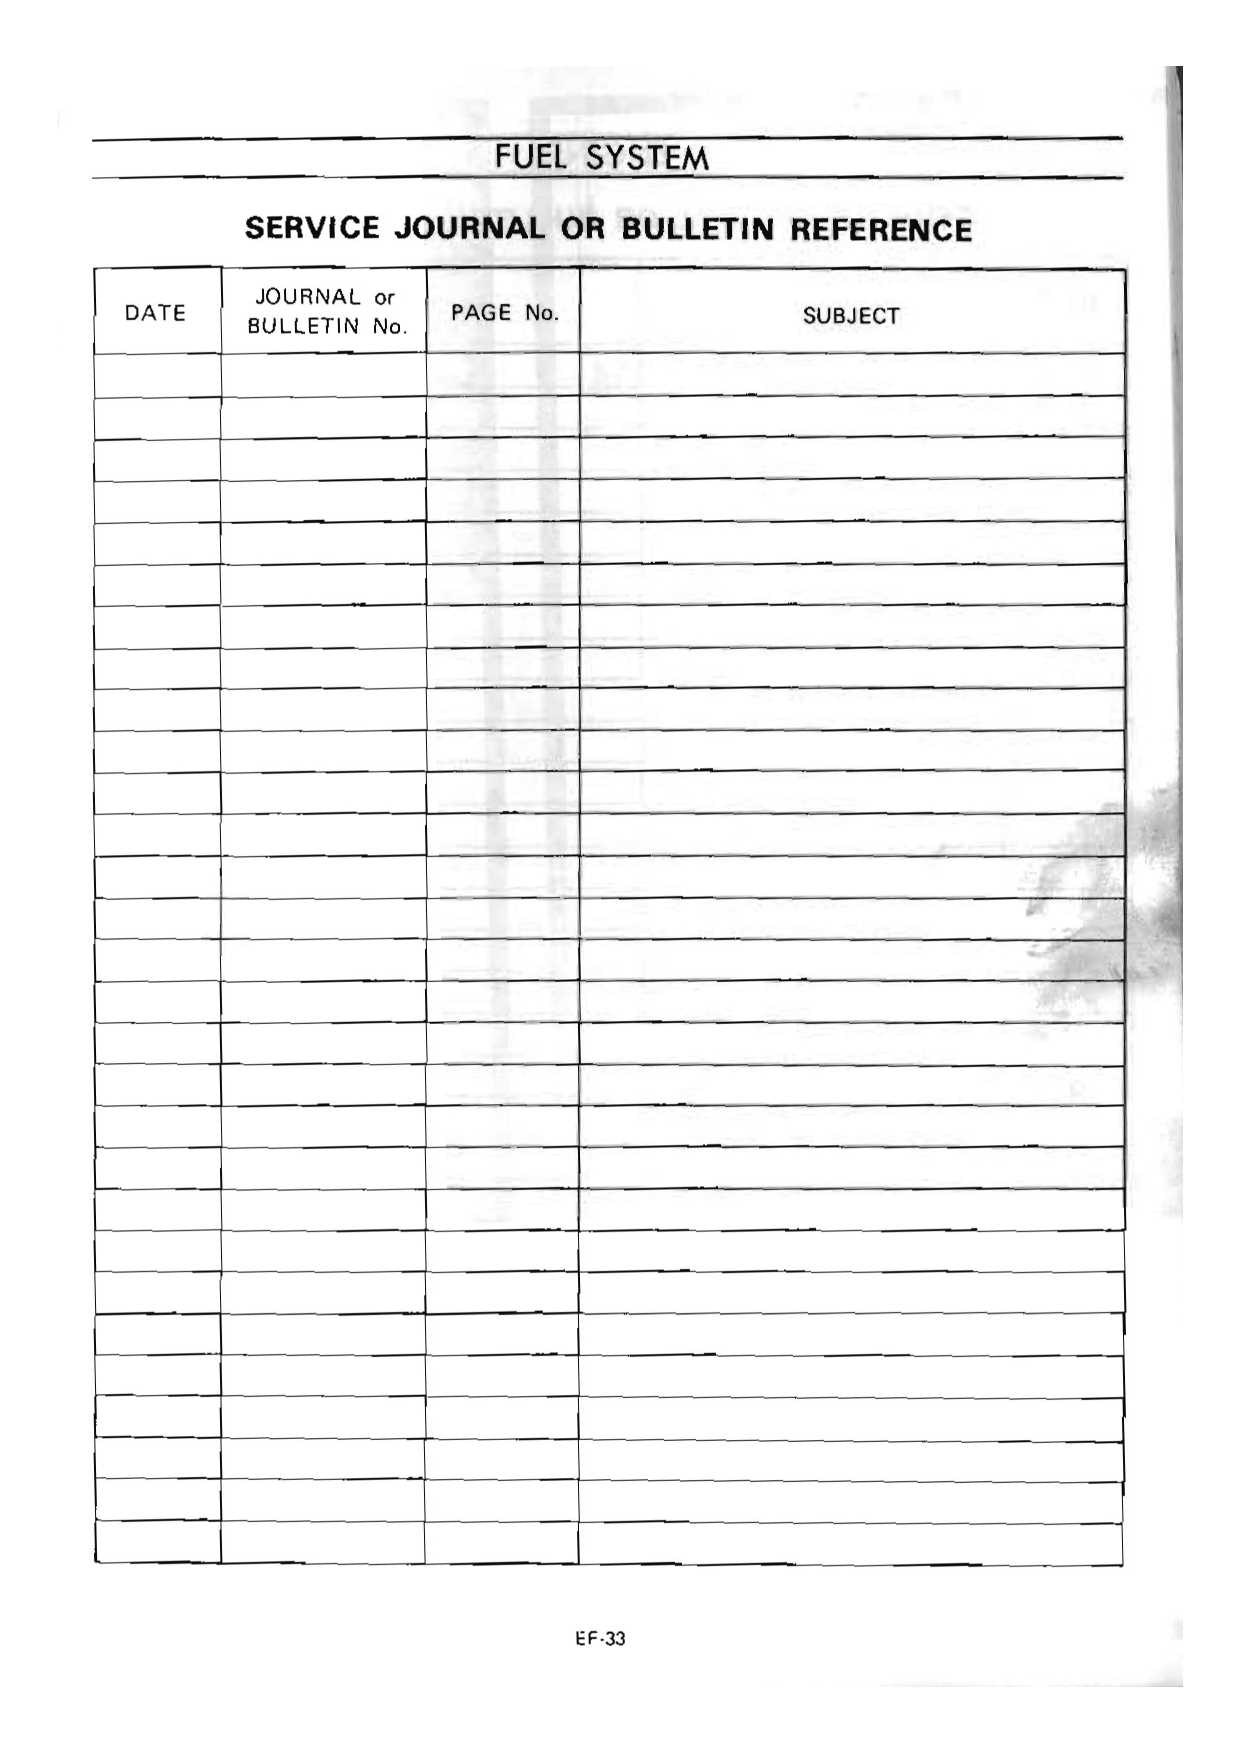 FUEL SYSTEM
SERVICE JOURNAL OR BULLETIN REFERENCE
DATE
JOURNAL or
BULLETIN No.
PAGE No.
SUBJECT
EF-33